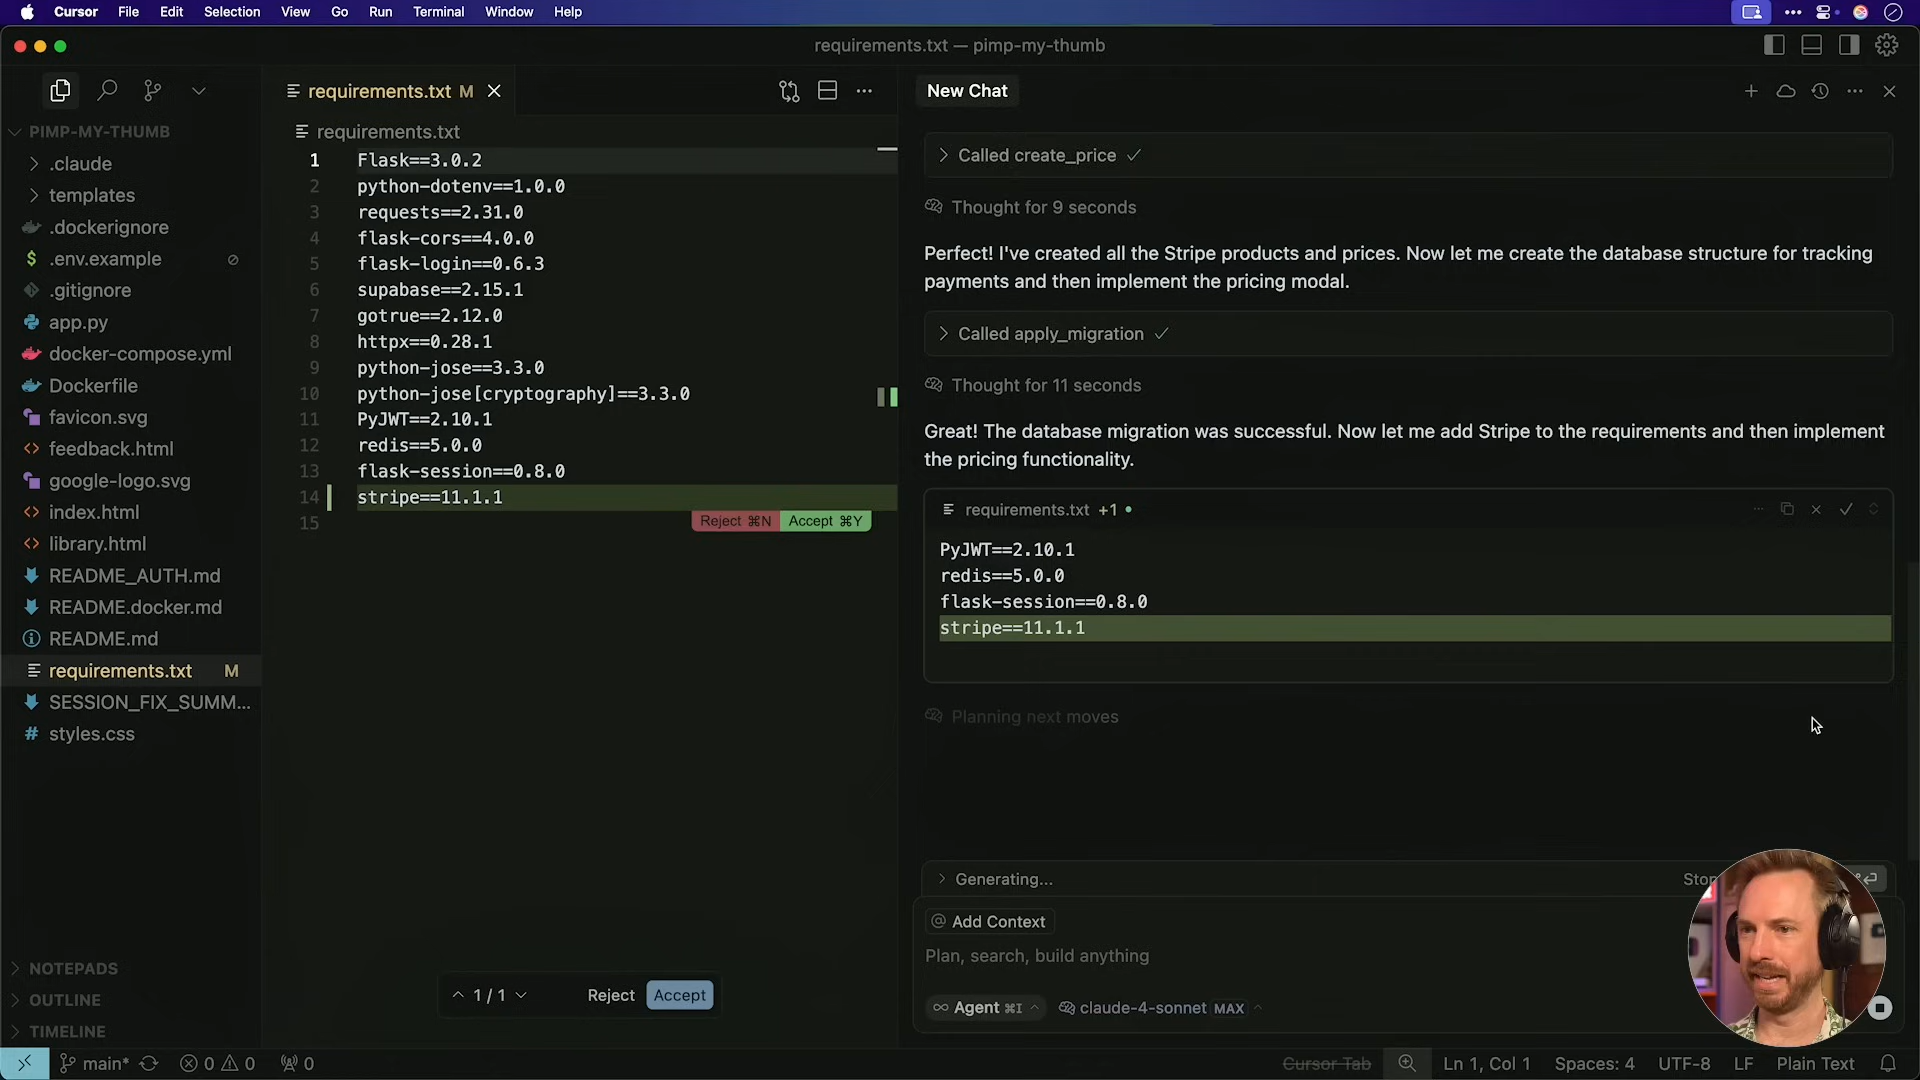 Cursor File Edit Selection View Go Run Terminal Window Help
requirements.txt — pimp-my-thumb
requirements.txt M
New Chat
PIMP-MY-THUMB
.claude
templates
.dockerignore
.env.example
.gitignore
app.py
docker-compose.yml
Dockerfile
favicon.svg
feedback.html
google-logo.svg
index.html
library.html
README_AUTH.md
README.docker.md
README.md
requirements.txt M
SESSION_FIX_SUMM...
styles.css
NOTEPADS
OUTLINE
TIMELINE
requirements.txt
1 Flask==3.0.2
2 python-dotenv==1.0.0
3 requests==2.31.0
4 flask-cors==4.0.0
5 flask-login==0.6.3
6 supabase==2.15.1
7 gotrue==2.12.0
8 httpx==0.28.1
9 python-jose==3.3.0
10 python-jose[cryptography]==3.3.0
11 PyJWT==2.10.1
12 redis==5.0.0
13 flask-session==0.8.0
14 stripe==11.1.1
15
Reject ⌘N Accept ⌘Y
1 / 1 Reject Accept
Called create_price
Thought for 9 seconds
Perfect! I've created all the Stripe products and prices. Now let me create the database structure for tracking
payments and then implement the pricing modal.
Called apply_migration
Thought for 11 seconds
Great! The database migration was successful. Now let me add Stripe to the requirements and then implement
the pricing functionality.
requirements.txt +1
PyJWT==2.10.1
redis==5.0.0
flask-session==0.8.0
stripe==11.1.1
Planning next moves
Generating...
@ Add Context
Plan, search, build anything
Agent ⌘I claude-4-sonnet MAX
main* 0 0 0
Cursor Tab Ln 1, Col 1 Spaces: 4 UTF-8 LF Plain Text